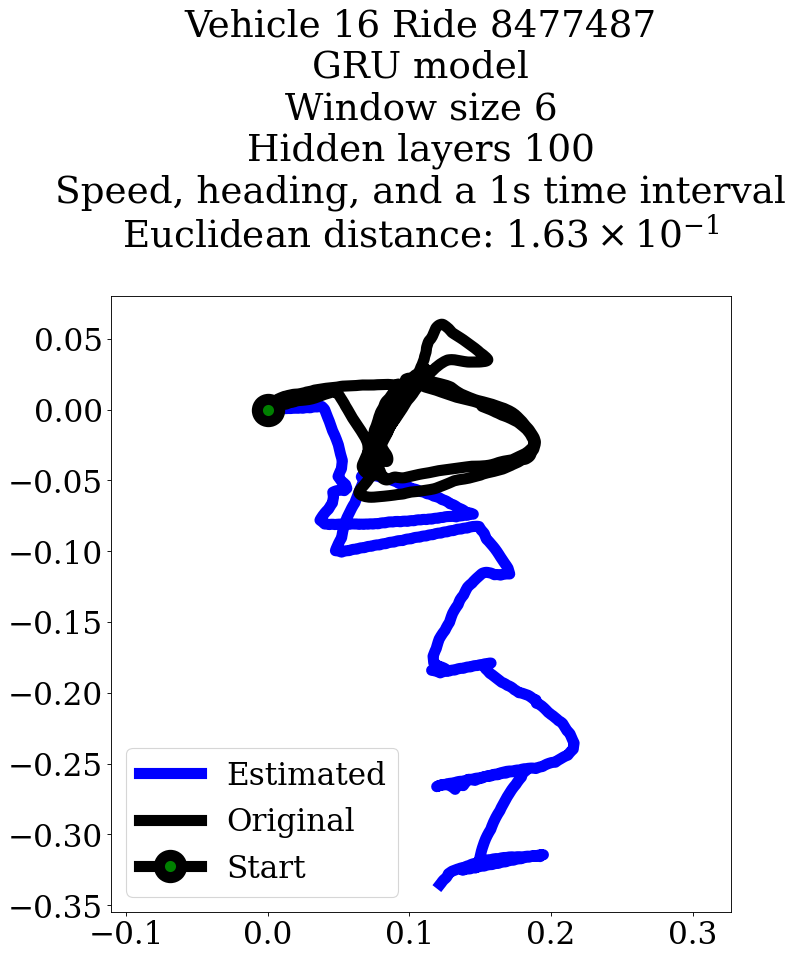 Vehicle 16 Ride 8477487
GRU model
Window size 6
Hidden layers 100
Speed, heading, and a 1s time interval
Euclidean distance: 1.63 × 10⁻¹
0.05
0.00
−0.05
−0.10
−0.15
−0.20
−0.25
−0.30
−0.35
Estimated
Original
Start
−0.1 0.0 0.1 0.2 0.3